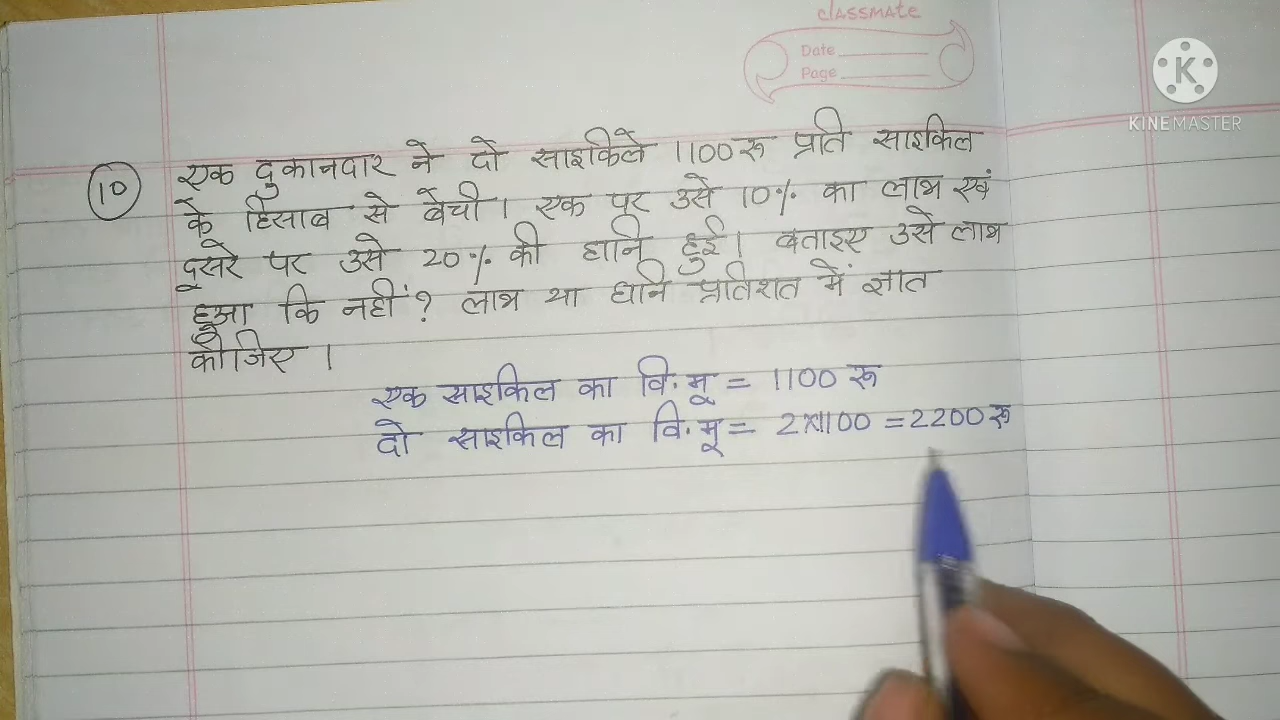 classmate
Date
Page
K
KINEMASTER
10
एक दुकानदार ने दो साइकिलें 1100 रू प्रति साइकिल
के हिसाब से बेंची। एक पर उसे 10% का लाभ एवं
दूसरे पर उसे 20% की हानि हुई। बताइए उसे लाभ
हुआ कि नहीं? लाभ या हानि प्रतिशत में ज्ञात
कीजिए।
एक साइकिल का वि.मू = 1100 रू
दो साइकिल का वि.मू = 2×1100 = 2200 रू